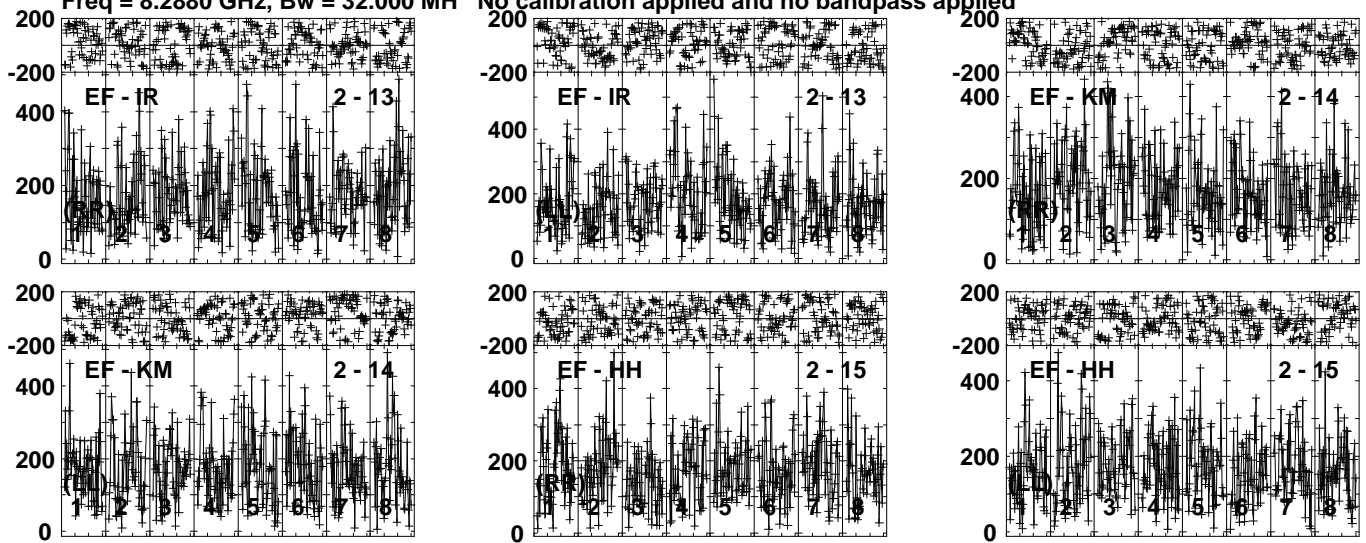 Freq = 8.2880 GHz, Bw = 32.000 MH No calibration applied and no bandpass applied
200 200 200
-200 -200 -200
EF - IR 2 - 13 EF - IR 2 - 13 EF - KM 2 - 14
400 400 400
200 200 200
(RR) (LL) (RR)
1 2 3 4 5 6 7 8 1 2 3 4 5 6 7 8 1 2 3 4 5 6 7 8
0 0 0
200 200 200
-200 -200 -200
EF - KM 2 - 14 EF - HH 2 - 15 EF - HH 2 - 15
400 400 400
200 200 200
(LL) (RR) (LL)
1 2 3 4 5 6 7 8 1 2 3 4 5 6 7 8 1 2 3 4 5 6 7 8
0 0 0